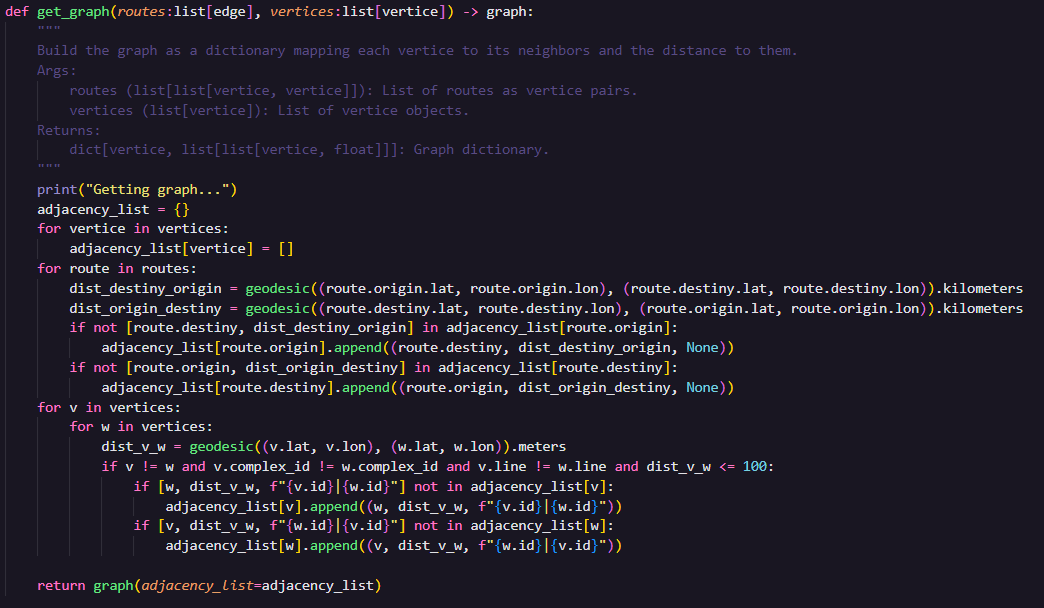 def get_graph(routes:list[edge], vertices:list[vertice]) -> graph:
    """
    Build the graph as a dictionary mapping each vertice to its neighbors and the distance to them.
    Args:
        routes (list[list[vertice, vertice]]): List of routes as vertice pairs.
        vertices (list[vertice]): List of vertice objects.
    Returns:
        dict[vertice, list[list[vertice, float]]]: Graph dictionary.
    """
    print("Getting graph...")
    adjacency_list = {}
    for vertice in vertices:
        adjacency_list[vertice] = []
    for route in routes:
        dist_destiny_origin = geodesic((route.origin.lat, route.origin.lon), (route.destiny.lat, route.destiny.lon)).kilometers
        dist_origin_destiny = geodesic((route.destiny.lat, route.destiny.lon), (route.origin.lat, route.origin.lon)).kilometers
        if not [route.destiny, dist_destiny_origin] in adjacency_list[route.origin]:
            adjacency_list[route.origin].append((route.destiny, dist_destiny_origin, None))
        if not [route.origin, dist_origin_destiny] in adjacency_list[route.destiny]:
            adjacency_list[route.destiny].append((route.origin, dist_origin_destiny, None))
    for v in vertices:
        for w in vertices:
            dist_v_w = geodesic((v.lat, v.lon), (w.lat, w.lon)).meters
            if v != w and v.complex_id != w.complex_id and v.line != w.line and dist_v_w <= 100:
                if [w, dist_v_w, f"{v.id}|{w.id}"] not in adjacency_list[v]:
                    adjacency_list[v].append((w, dist_v_w, f"{v.id}|{w.id}"))
                if [v, dist_v_w, f"{w.id}|{v.id}"] not in adjacency_list[w]:
                    adjacency_list[w].append((v, dist_v_w, f"{w.id}|{v.id}"))
    return graph(adjacency_list=adjacency_list)